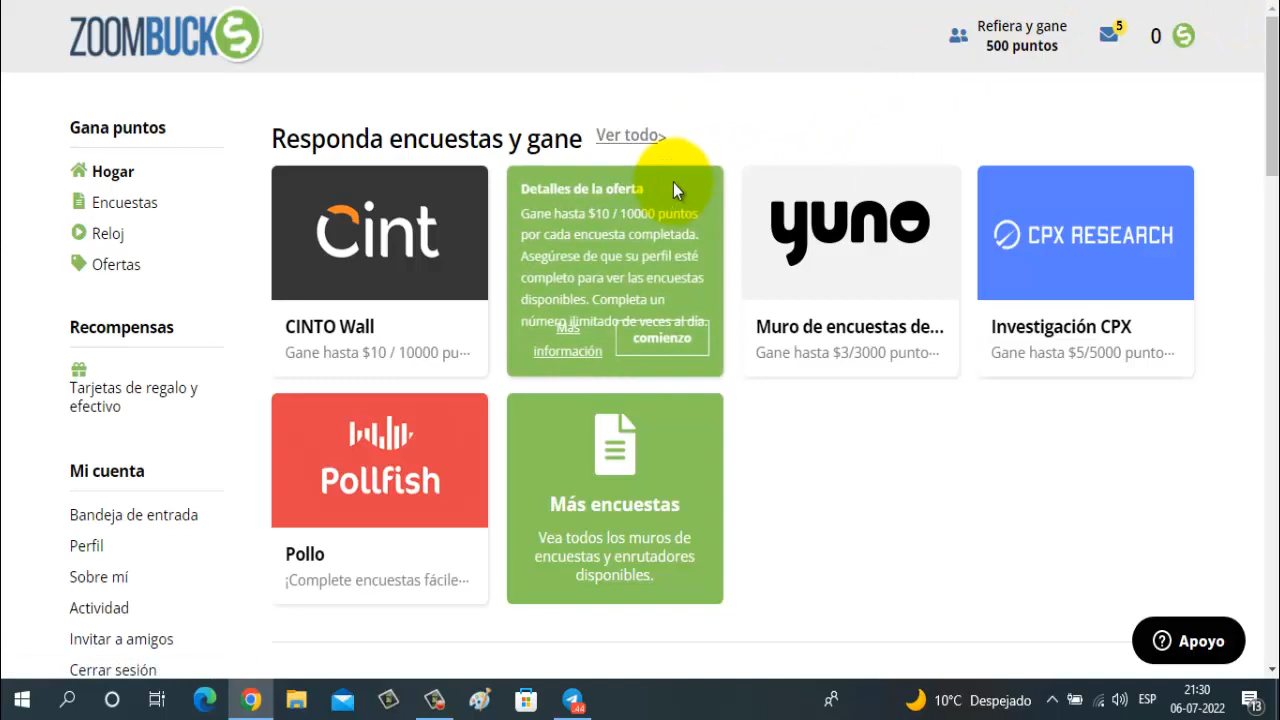 ZOOMBUCK$
Refiera y gane
500 puntos
5
0
Gana puntos
Hogar
Encuestas
Reloj
Ofertas
Recompensas
Tarjetas de regalo y
efectivo
Mi cuenta
Bandeja de entrada
Perfil
Sobre mí
Actividad
Invitar a amigos
Cerrar sesión
Responda encuestas y gane
Ver todo>
Cint
CINTO Wall
Gane hasta $10 / 10000 pu...
Detalles de la oferta
Gane hasta $10 / 10000 puntos
por cada encuesta completada.
Asegúrese de que su perfil esté
completo para ver las encuestas
disponibles. Completa un
número ilimitado de veces al día.
Más
información
comienzo
yuno
Muro de encuestas de...
Gane hasta $3/3000 punto...
CPX RESEARCH
Investigación CPX
Gane hasta $5/5000 punto...
Pollfish
Pollo
¡Complete encuestas fácile...
Más encuestas
Vea todos los muros de
encuestas y enrutadores
disponibles.
Apoyo
44
10°C Despejado
ESP
21:30
06-07-2022
13